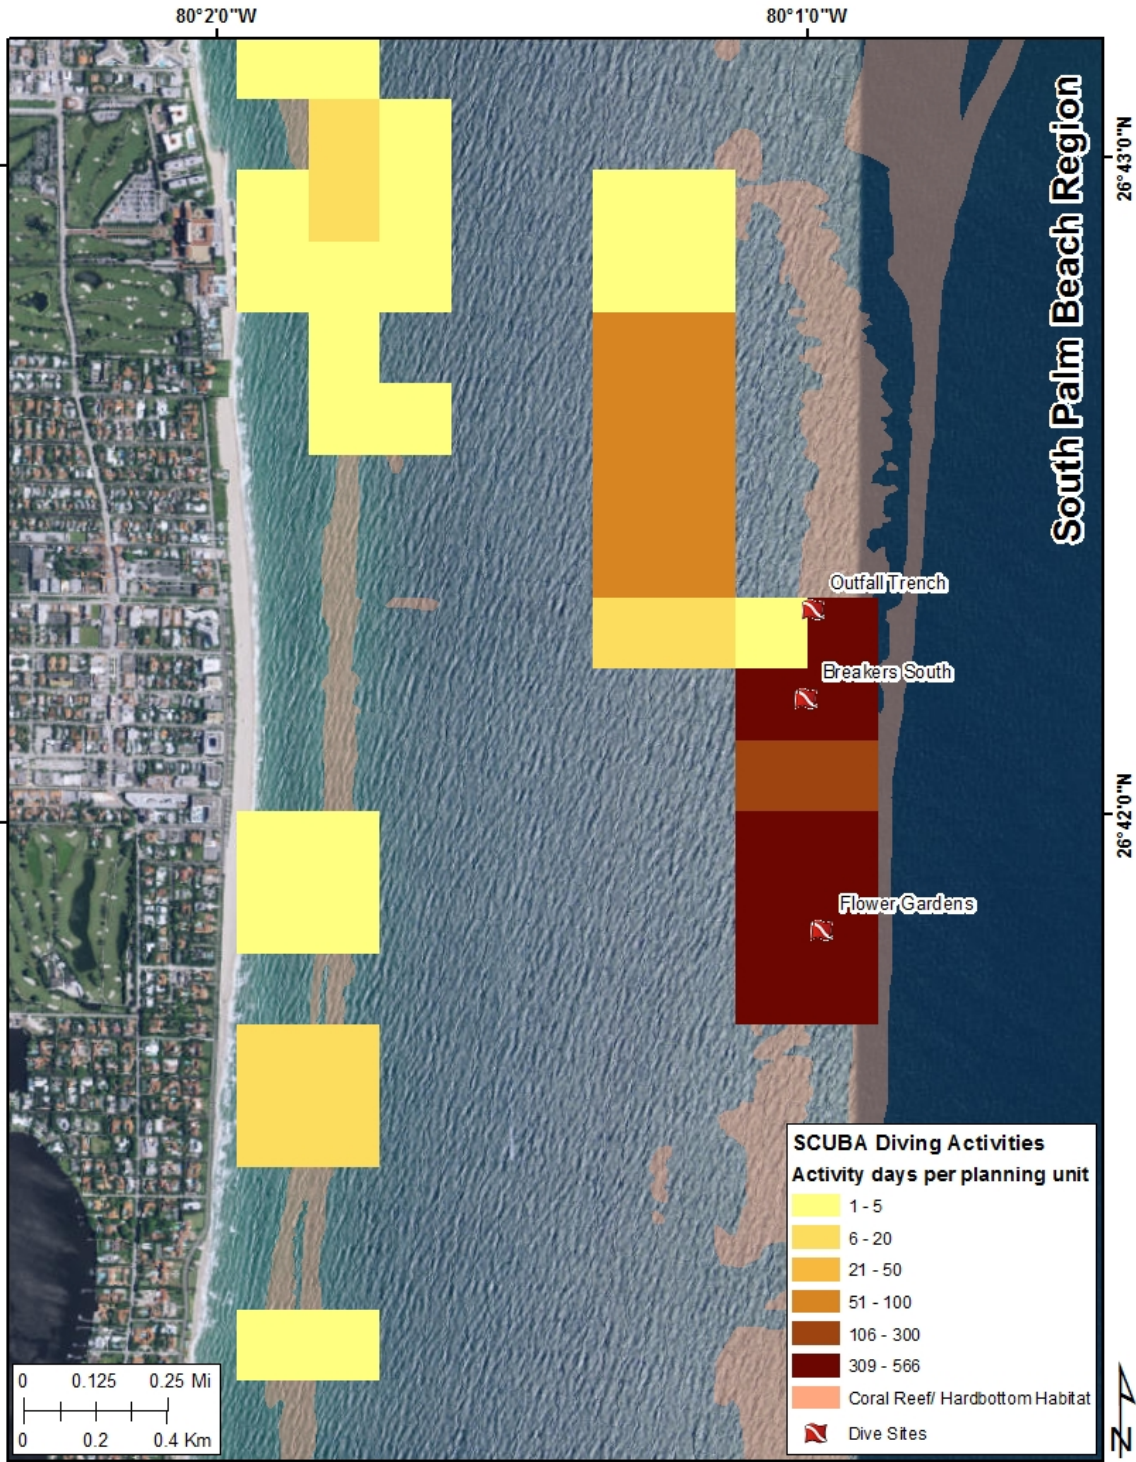 80°2'0"W
80°1'0"W
26°43'0"N
South Palm Beach Region
Outfall Trench
Breakers South
26°42'0"N
Flower Gardens
SCUBA Diving Activities
Activity days per planning unit
1 - 5
6 - 20
21 - 50
51 - 100
106 - 300
309 - 566
Coral Reef/ Hardbottom Habitat
Dive Sites
0 0.125 0.25 Mi
0 0.2 0.4 Km
N